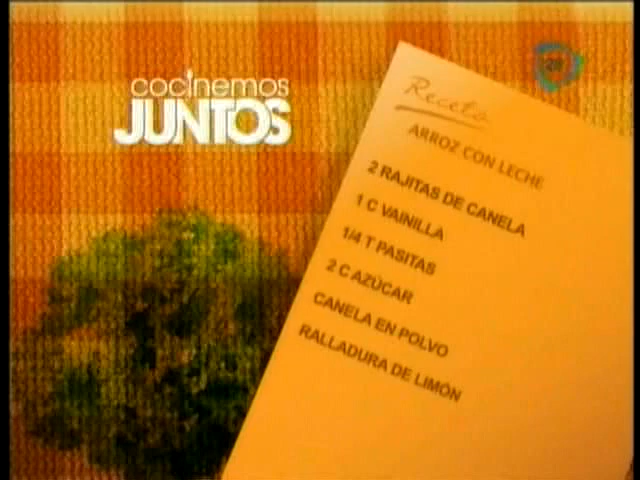 cocinemos
JUNTOS
Receta
ARROZ CON LECHE
2 RAJITAS DE CANELA
1 C VAINILLA
1/4 T PASITAS
2 C AZÚCAR
CANELA EN POLVO
RALLADURA DE LIMÓN